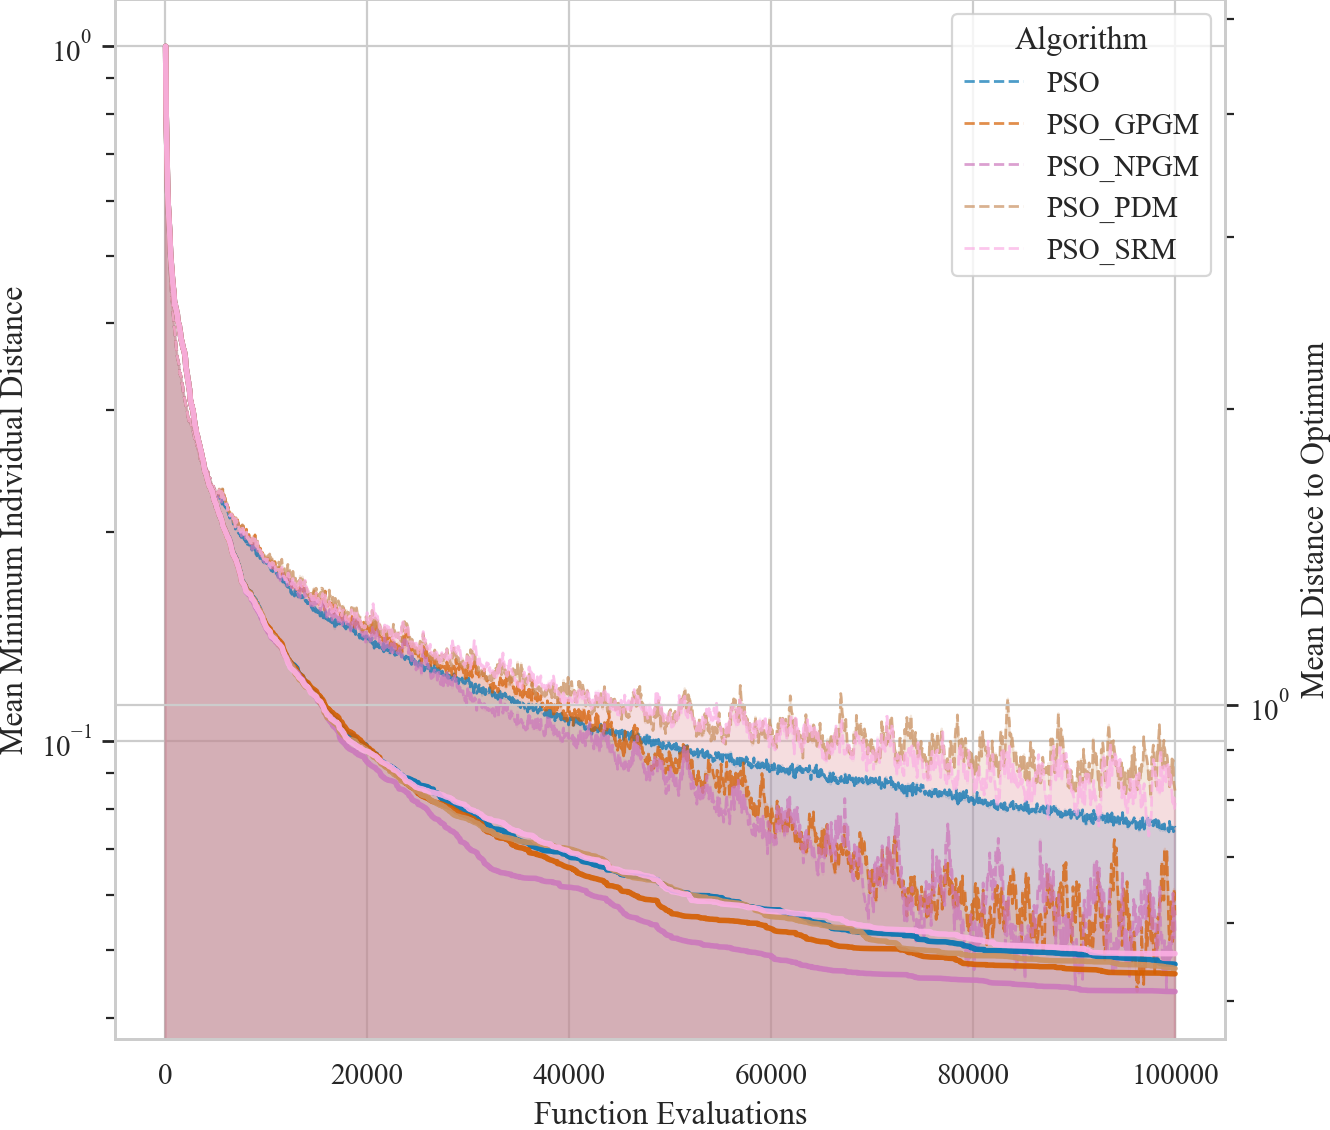 Algorithm
PSO
PSO_GPGM
PSO_NPGM
PSO_PDM
PSO_SRM
10^0
10^−1
Mean Minimum Individual Distance
10^0
Mean Distance to Optimum
0
20000
40000
60000
80000
100000
Function Evaluations